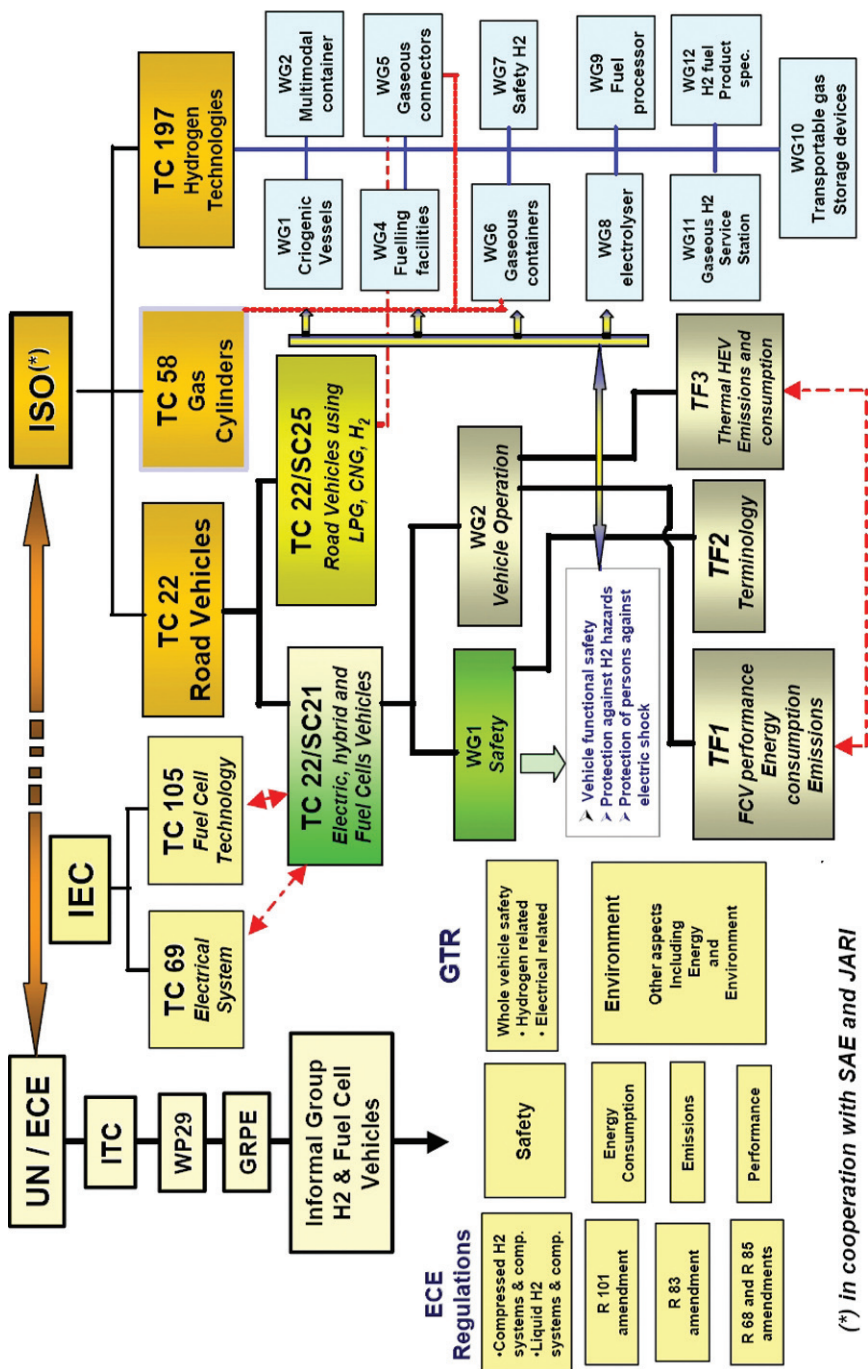 UN / ECE
ITC
WP29
GRPE
Informal Group
H2 & Fuel Cell
Vehicles
IEC
TC 69
Electrical
System
TC 105
Fuel Cell
Technology
ISO(*)
TC 22
Road Vehicles
TC 58
Gas
Cylinders
TC 197
Hydrogen
Technologies
TC 22/SC21
Electric, hybrid and
Fuel Cells Vehicles
TC 22/SC25
Road Vehicles using
LPG, CNG, H2
WG1
Criogenic
Vessels
WG2
Multimodal
container
WG4
Fuelling
facilities
WG5
Gaseous
connectors
WG6
Gaseous
containers
WG7
Safety H2
WG8
electrolyser
WG9
Fuel
processor
WG11
Gaseous H2
Service
Station
WG12
H2 fuel
Product
spec.
WG10
Transportable gas
Storage devices
WG1
Safety
WG2
Vehicle Operation
➢ Vehicle functional safety
➢ Protection against H2 hazards
➢ Protection of persons against
electric shock
TF1
FCV performance
Energy
consumption
Emissions
TF2
Terminology
TF3
Thermal HEV
Emissions and
consumption
ECE
Regulations
GTR
•Compressed H2
systems & comp.
•Liquid H2
systems & comp.
Safety
Whole vehicle safety
• Hydrogen related
• Electrical related
R 101
amendment
Energy
Consumption
Environment
Other aspects
Including
Energy
and
Environment
R 83
amendment
Emissions
R 68 and R 85
amendments
Performance
(*) in cooperation with SAE and JARI